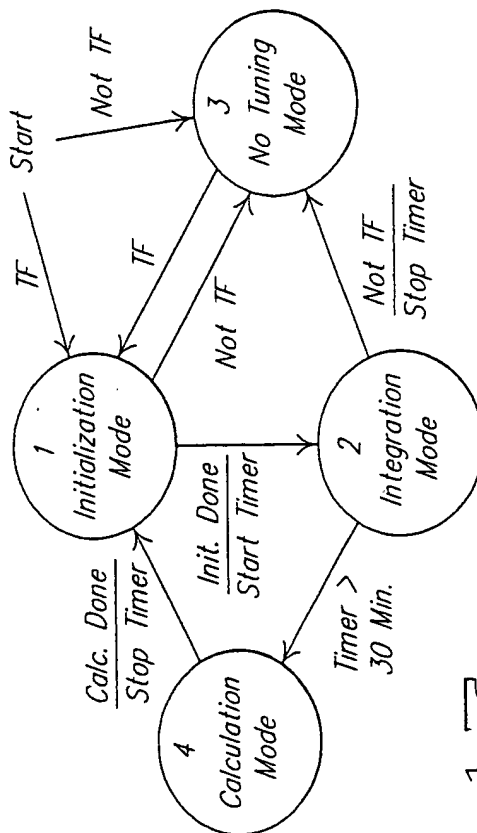 Start
TF
Not TF
1
Initialization
Mode
TF
Not TF
3
No Tuning
Mode
Calc. Done
Stop Timer
Init. Done
Start Timer
Not TF
Stop Timer
4
Calculation
Mode
Timer >
30 Min.
2
Integration
Mode